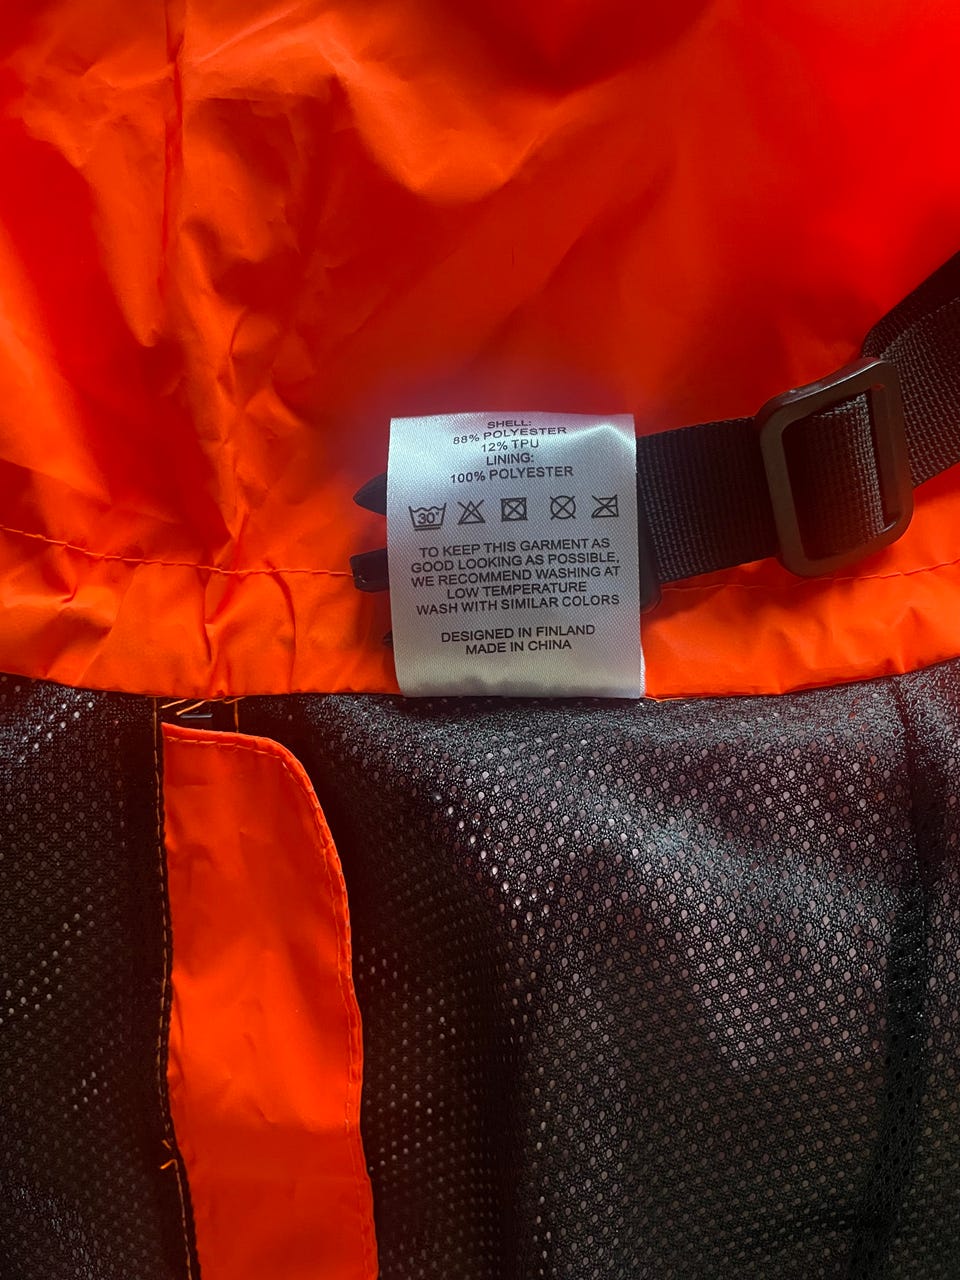 SHELL:
88% POLYESTER
12% TPU
LINING:
100% POLYESTER
30°
TO KEEP THIS GARMENT AS
GOOD LOOKING AS POSSIBLE,
WE RECOMMEND WASHING AT
LOW TEMPERATURE
WASH WITH SIMILAR COLORS
DESIGNED IN FINLAND
MADE IN CHINA